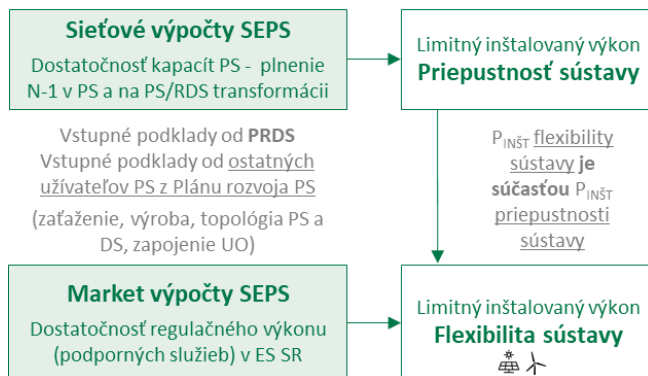 Sieťové výpočty SEPS
Dostatočnosť kapacít PS - plnenie
N-1 v PS a na PS/RDS transformácii
Limitný inštalovaný výkon
Priepustnosť sústavy
Vstupné podklady od PRDS
Vstupné podklady od ostatných
užívateľov PS z Plánu rozvoja PS
(zaťaženie, výroba, topológia PS a
DS, zapojenie UO)
PINŠT flexibility
sústavy je
súčasťou PINŠT
priepustnosti
sústavy
Market výpočty SEPS
Dostatočnosť regulačného výkonu
(podporných služieb) v ES SR
Limitný inštalovaný výkon
Flexibilita sústavy